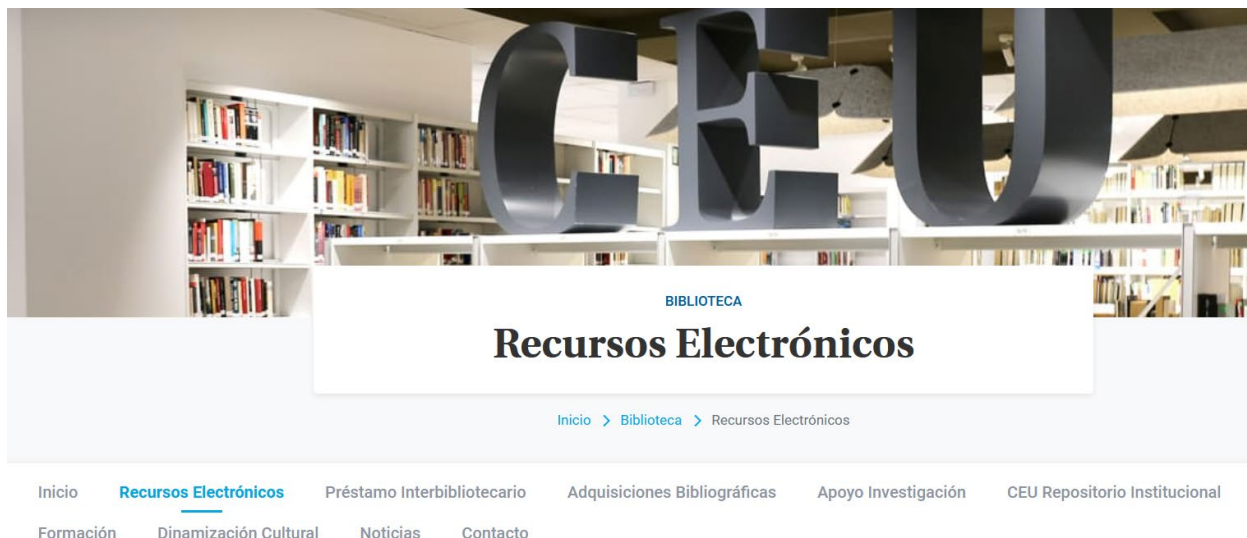 CEU
BIBLIOTECA
Recursos Electrónicos
Inicio > Biblioteca > Recursos Electrónicos
Inicio Recursos Electrónicos Préstamo Interbibliotecario Adquisiciones Bibliográficas Apoyo Investigación CEU Repositorio Institucional
Formación Dinamización Cultural Noticias Contacto